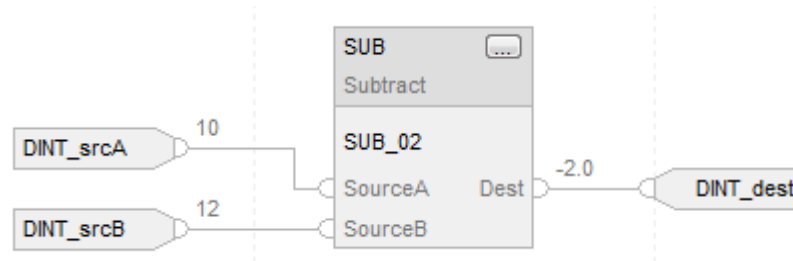 SUB ...
Subtract
10
DINT_srcA
SUB_02
-2.0
SourceA Dest
DINT_dest
12
DINT_srcB
SourceB